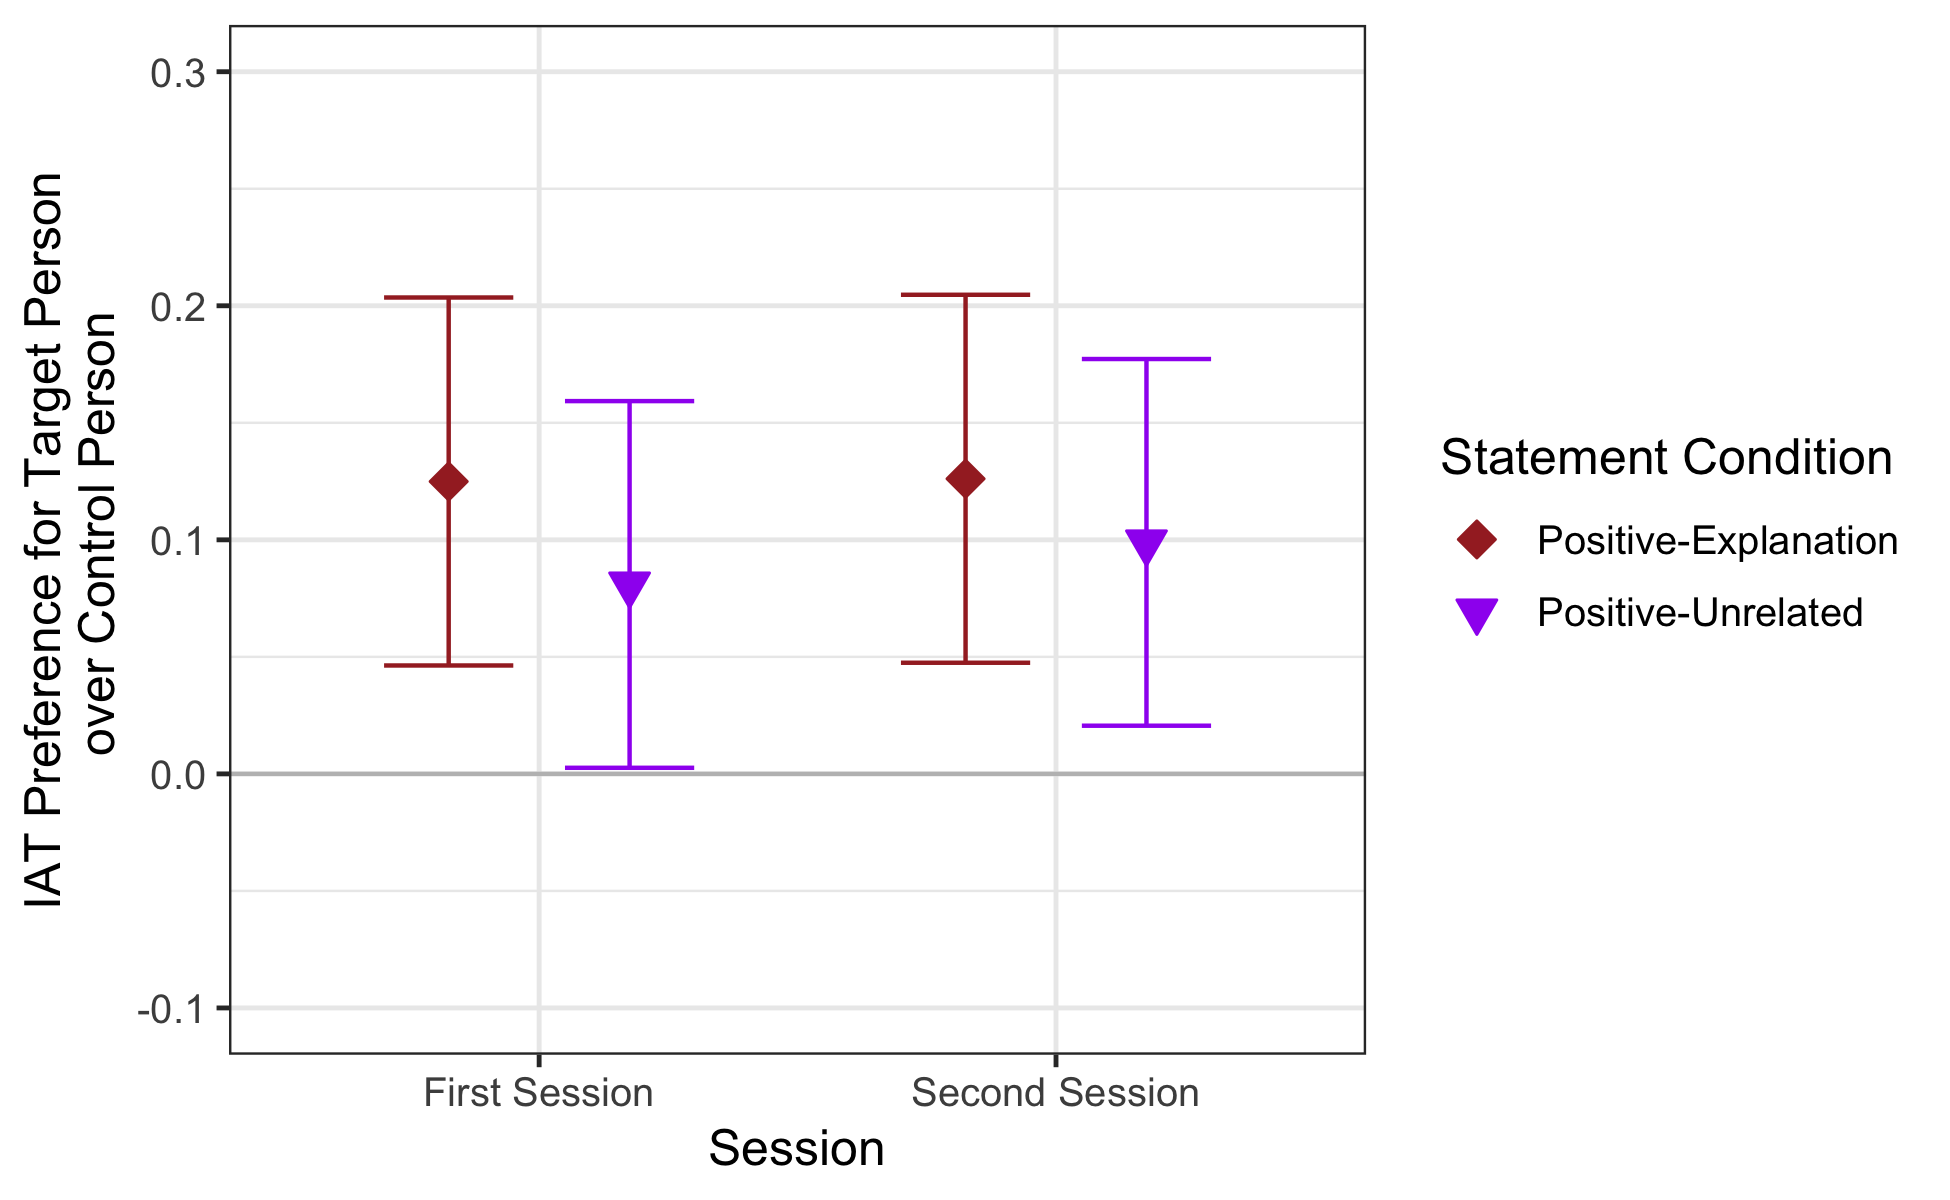 IAT Preference for Target Person
over Control Person
0.3
0.2
0.1
0.0
-0.1
First Session
Second Session
Session
Statement Condition
Positive-Explanation
Positive-Unrelated